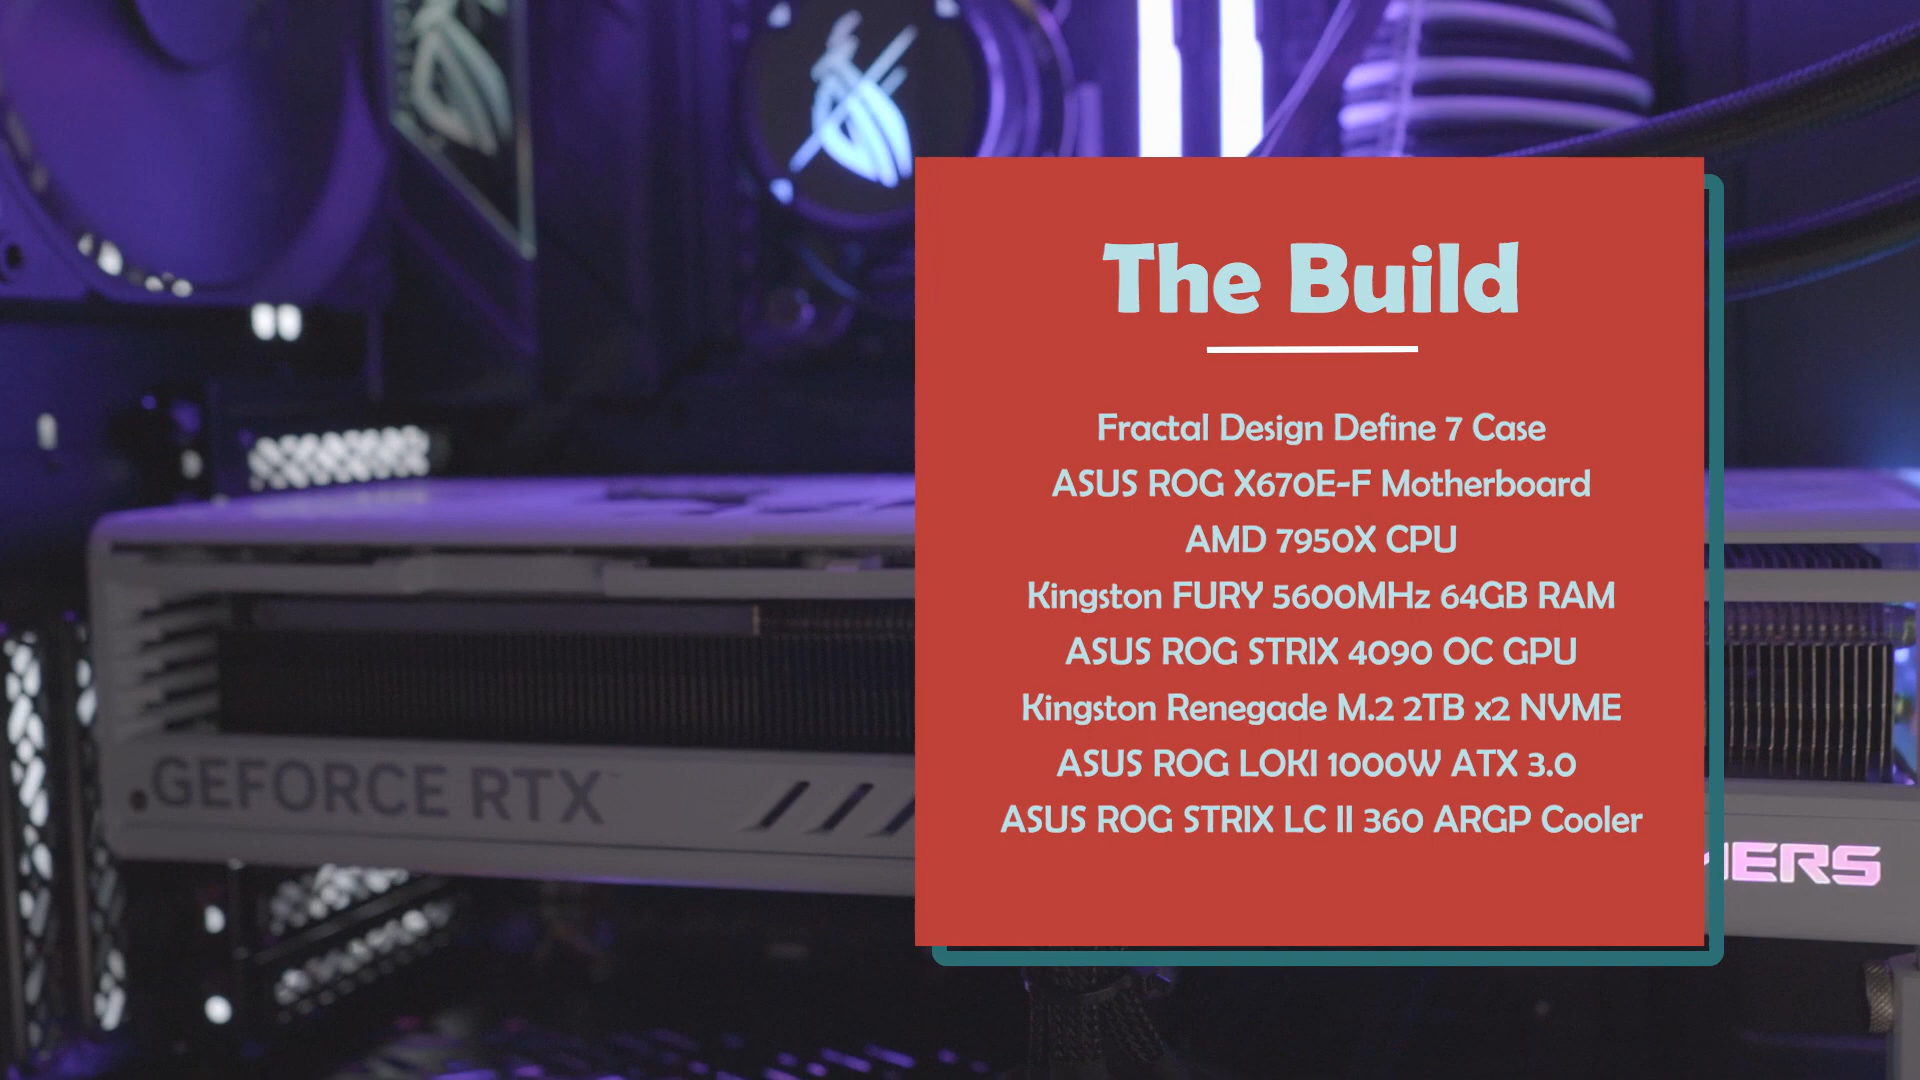 The Build
Fractal Design Define 7 Case
ASUS ROG X670E-F Motherboard
AMD 7950X CPU
Kingston FURY 5600MHz 64GB RAM
ASUS ROG STRIX 4090 OC GPU
Kingston Renegade M.2 2TB x2 NVME
ASUS ROG LOKI 1000W ATX 3.0
ASUS ROG STRIX LC II 360 ARGP Cooler
GEFORCE RTX